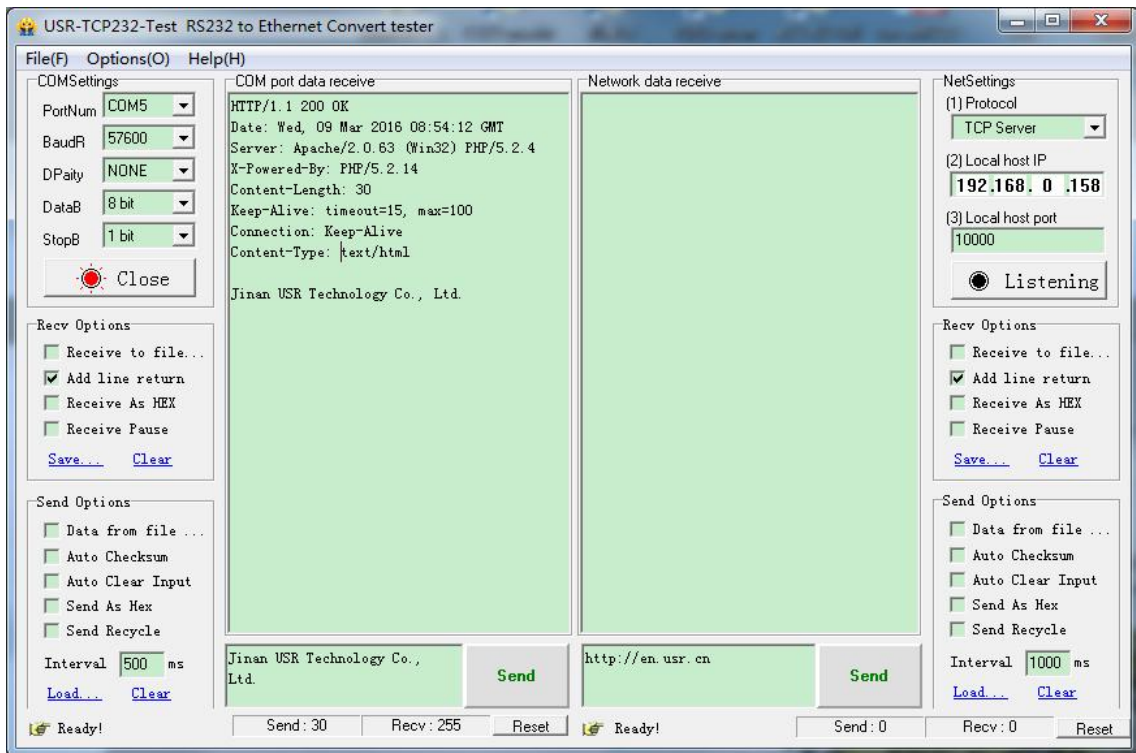 USR-TCP232-Test RS232 to Ethernet Convert tester
File(F) Options(O) Help(H)
COMSettings
PortNum COM5
BaudR 57600
DPaity NONE
DataB 8 bit
StopB 1 bit
Close
Recv Options
Receive to file...
Add line return
Receive As HEX
Receive Pause
Save... Clear
Send Options
Data from file ...
Auto Checksum
Auto Clear Input
Send As Hex
Send Recycle
Interval 500 ms
Load... Clear
Ready!
COM port data receive
HTTP/1.1 200 OK
Date: Wed, 09 Mar 2016 08:54:12 GMT
Server: Apache/2.0.63 (Win32) PHP/5.2.4
X-Powered-By: PHP/5.2.14
Content-Length: 30
Keep-Alive: timeout=15, max=100
Connection: Keep-Alive
Content-Type: text/html
Jinan USR Technology Co., Ltd.
Jinan USR Technology Co.,
Ltd.
Send
Send : 30 Recv : 255 Reset
Network data receive
http://en.usr.cn
Send
Ready!
Send : 0 Recv : 0 Reset
NetSettings
(1) Protocol
TCP Server
(2) Local host IP
192.168. 0 .158
(3) Local host port
10000
Listening
Recv Options
Receive to file...
Add line return
Receive As HEX
Receive Pause
Save... Clear
Send Options
Data from file ...
Auto Checksum
Auto Clear Input
Send As Hex
Send Recycle
Interval 1000 ms
Load... Clear